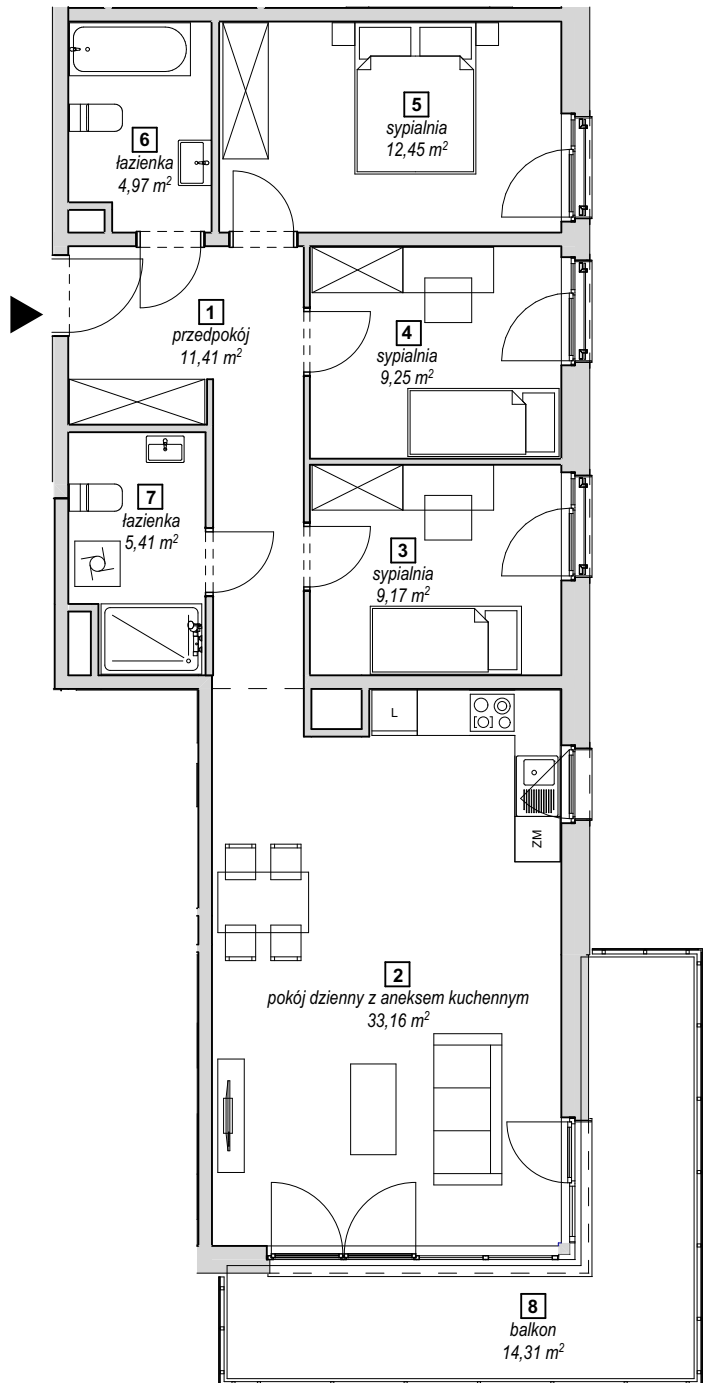 5
sypialnia
12,45 m²
6
łazienka
4,97 m²
1
przedpokój
11,41 m²
4
sypialnia
9,25 m²
7
łazienka
5,41 m²
3
sypialnia
9,17 m²
L
ZM
2
pokój dzienny z aneksem kuchennym
33,16 m²
8
balkon
14,31 m²